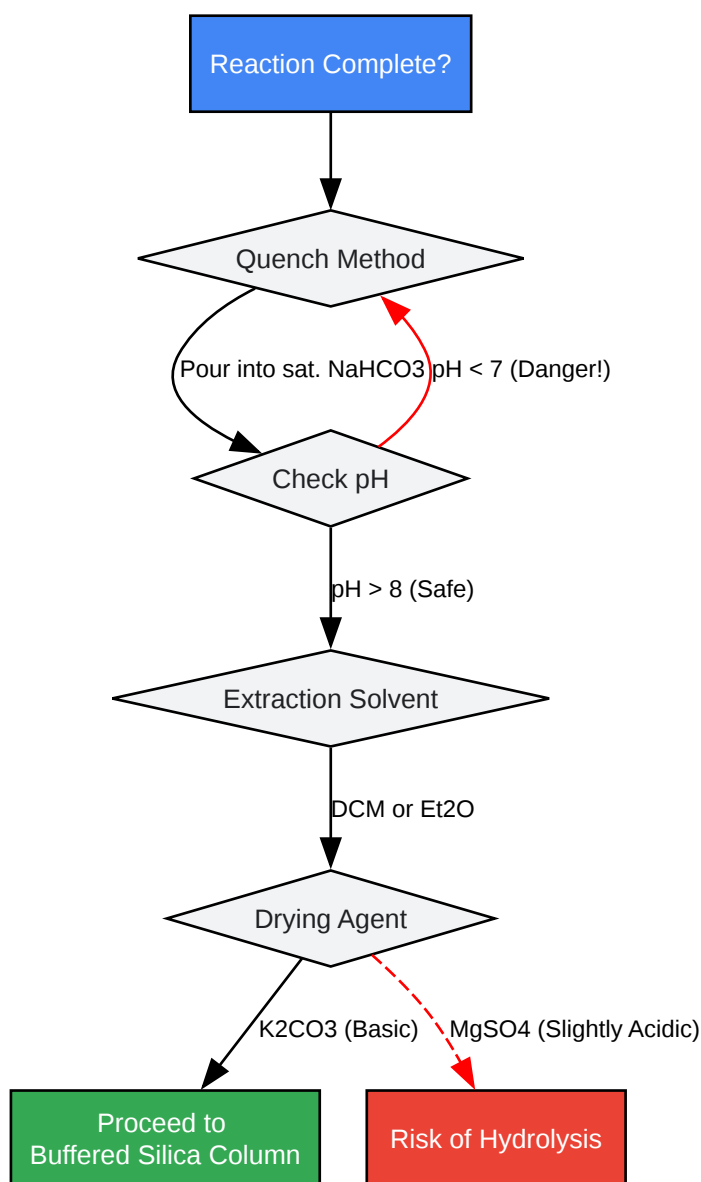 Reaction Complete?
Quench Method
Pour into sat. NaHCO3
pH < 7 (Danger!)
Check pH
pH > 8 (Safe)
Extraction Solvent
DCM or Et2O
Drying Agent
K2CO3 (Basic)
MgSO4 (Slightly Acidic)
Proceed to
Buffered Silica Column
Risk of Hydrolysis